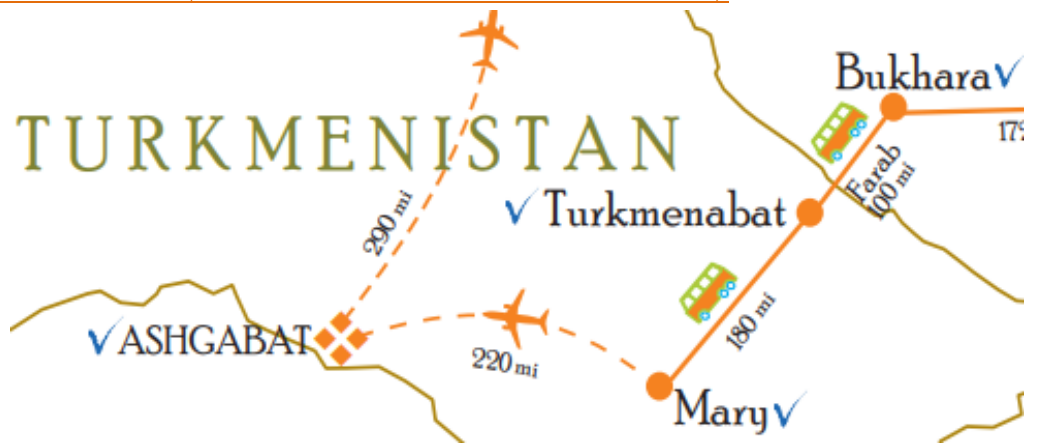 Bukhara
TURKMENISTAN
Farab
100 mi
Turkmenabat
290 mi
180 mi
ASHGABAT
220 mi
Mary